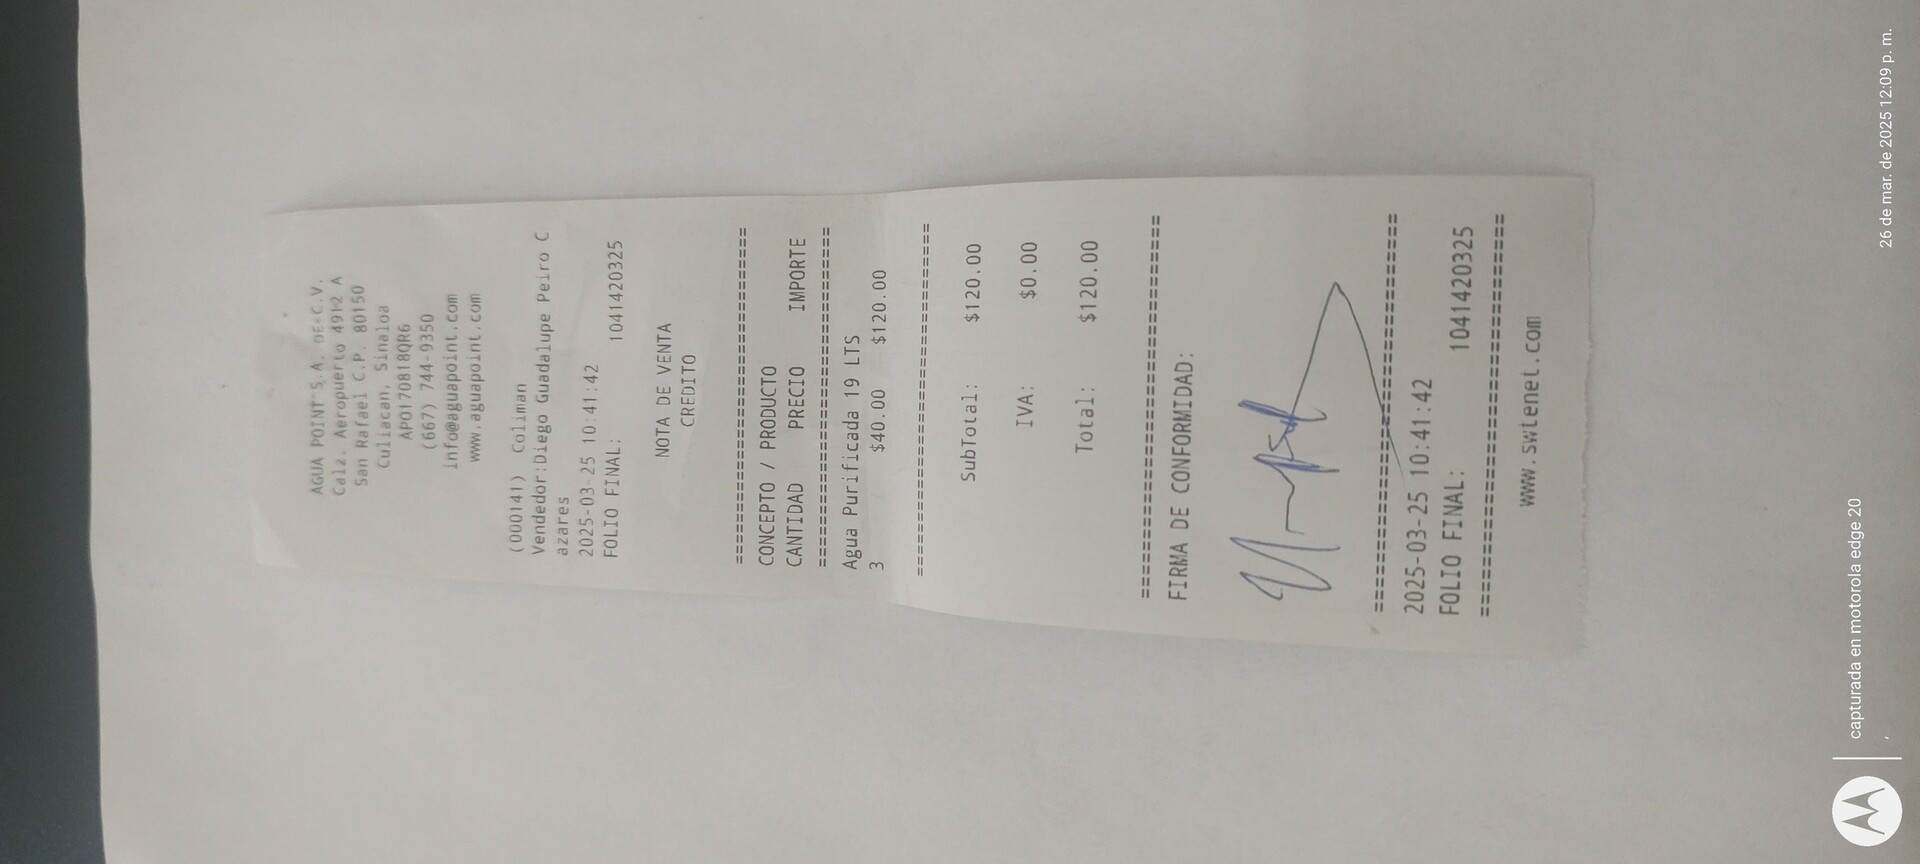 AGUA POINT S.A. DE C.V.
Calz. Aeropuerto 4912 A
San Rafael C.P. 80150
Culiacan, Sinaloa
APO170818QR6
(667) 744-9350
info@aguapoint.com
www.aguapoint.com
(000141) Coliman
Vendedor:Diego Guadalupe Peiro C
azares
2025-03-25 10:41:42
FOLIO FINAL: 1041420325
NOTA DE VENTA
CREDITO
================================
CONCEPTO / PRODUCTO
CANTIDAD PRECIO IMPORTE
================================
Agua Purificada 19 LTS
3 $40.00 $120.00
================================
SubTotal: $120.00
IVA: $0.00
Total: $120.00
================================
FIRMA DE CONFORMIDAD:
================================
2025-03-25 10:41:42
FOLIO FINAL: 1041420325
================================
www.swtenet.com
capturada en motorola edge 20
26 de mar. de 2025 12:09 p. m.